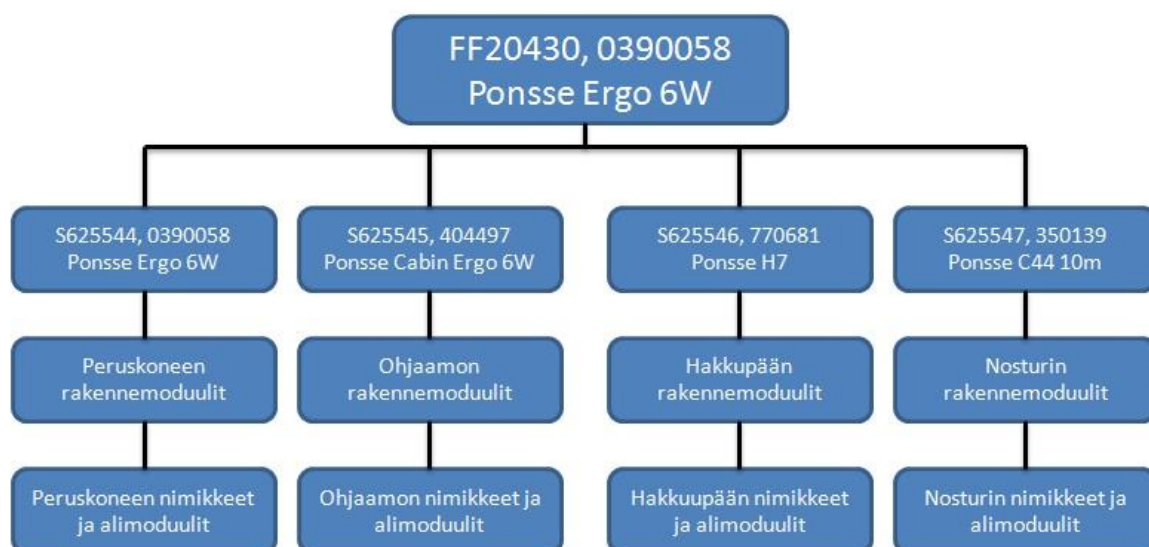 FF20430, 0390058
Ponsse Ergo 6W
S625544, 0390058
Ponsse Ergo 6W
S625545, 404497
Ponsse Cabin Ergo 6W
S625546, 770681
Ponsse H7
S625547, 350139
Ponsse C44 10m
Peruskoneen
rakennemoduulit
Ohjaamon
rakennemoduulit
Hakkupään
rakennemoduulit
Nosturin
rakennemoduulit
Peruskoneen nimikkeet
ja alimoduulit
Ohjaamon nimikkeet ja
alimoduulit
Hakkuupään nimikkeet
ja alimoduulit
Nosturin nimikkeet ja
alimoduulit